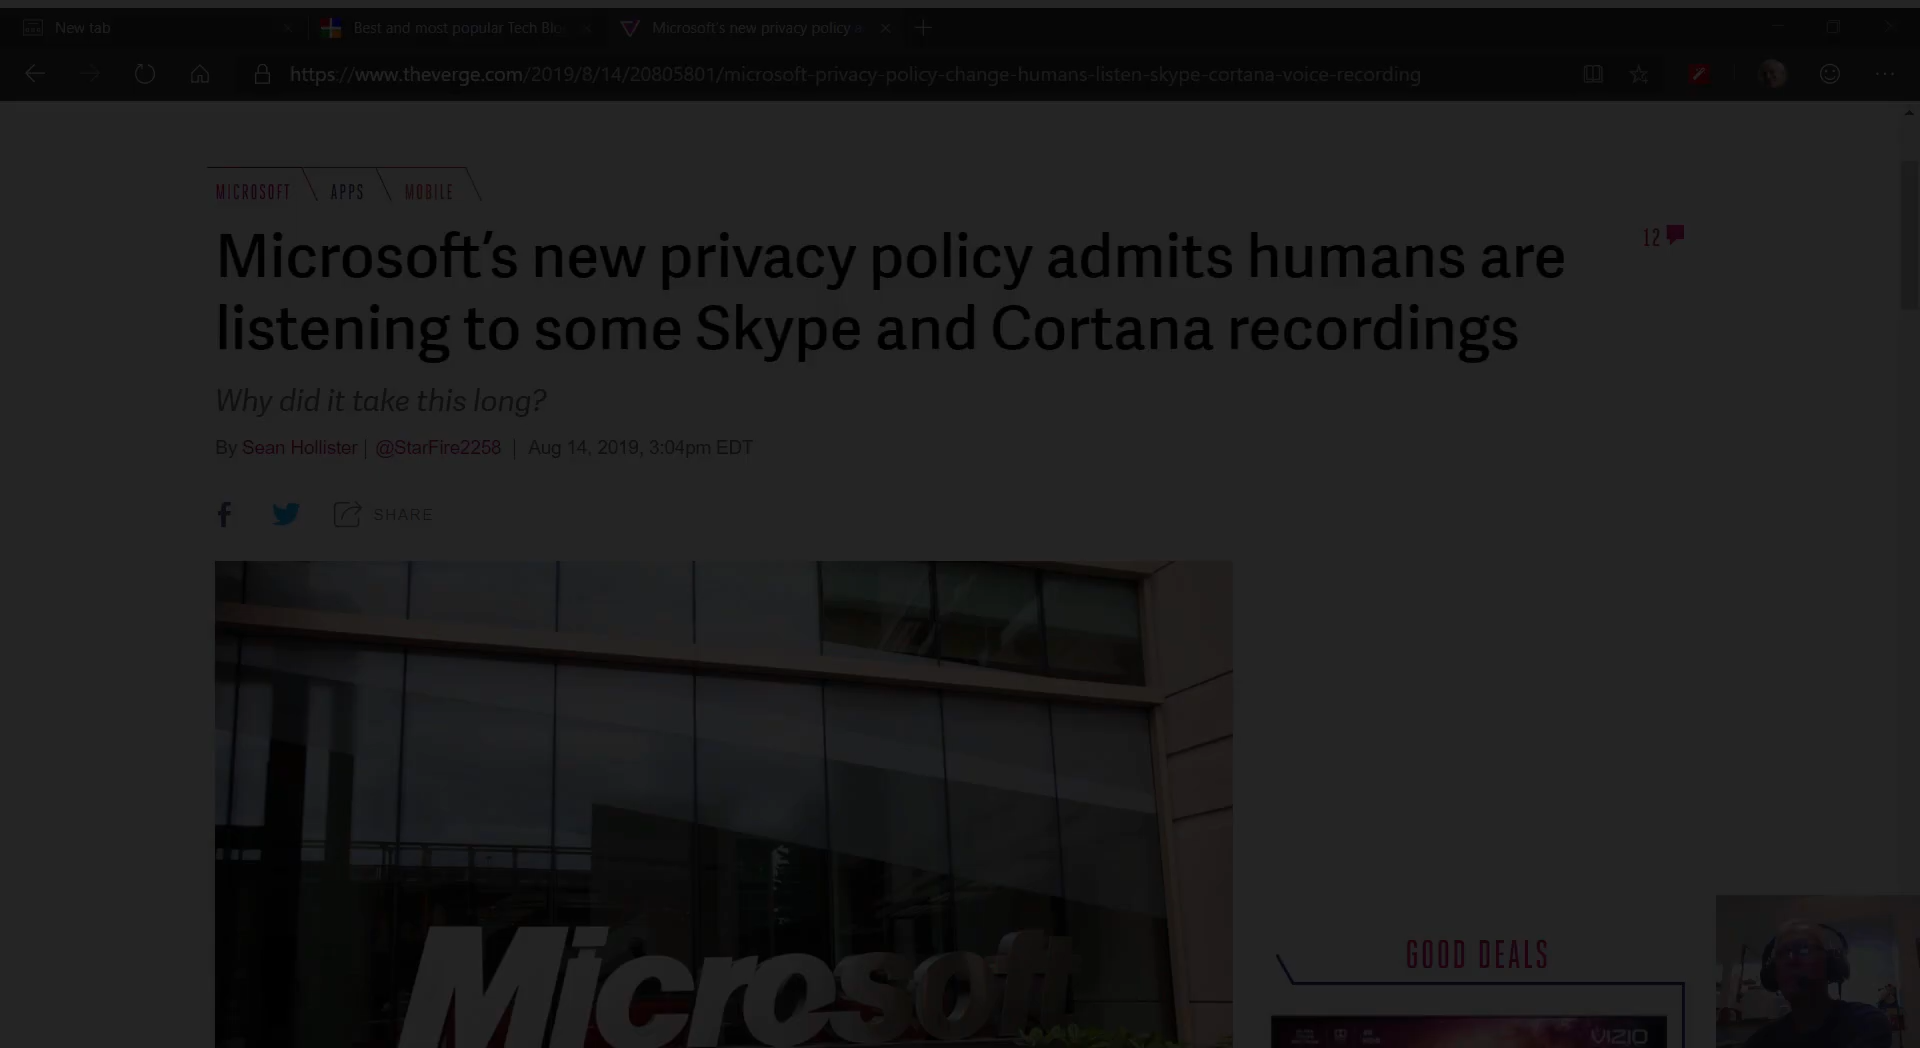 New tab
Best and most popular Tech Blo
Microsoft's new privacy policy a
https://www.theverge.com/2019/8/14/20805801/microsoft-privacy-policy-change-humans-listen-skype-cortana-voice-recording
MICROSOFT APPS MOBILE
Microsoft’s new privacy policy admits humans are
listening to some Skype and Cortana recordings
12
Why did it take this long?
By Sean Hollister | @StarFire2258 | Aug 14, 2019, 3:04pm EDT
SHARE
Microsoft
GOOD DEALS
VIZIO